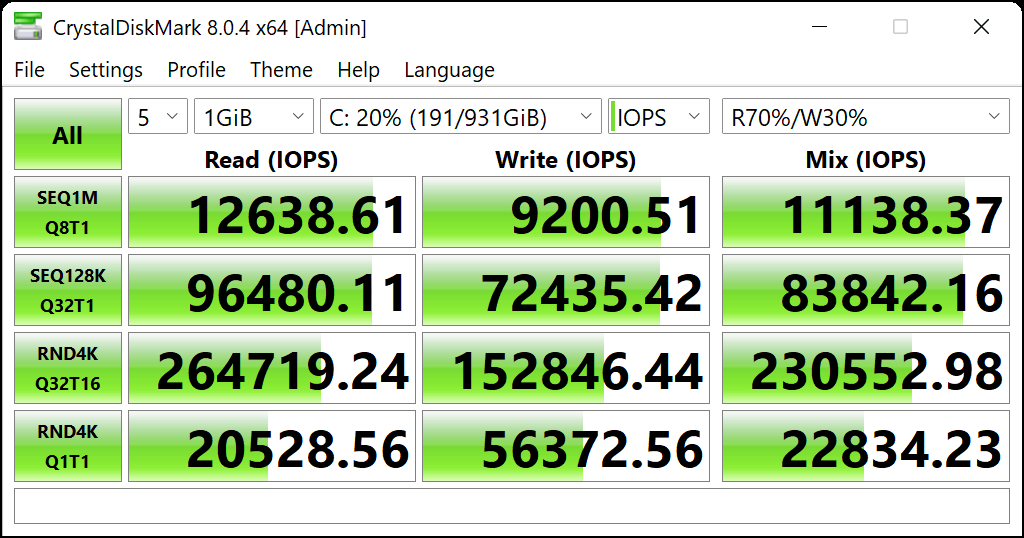 CrystalDiskMark 8.0.4 x64 [Admin]
File Settings Profile Theme Help Language
All 5 1GiB C: 20% (191/931GiB) IOPS R70%/W30%
Read (IOPS) Write (IOPS) Mix (IOPS)
SEQ1M
Q8T1
12638.61 9200.51 11138.37
SEQ128K
Q32T1
96480.11 72435.42 83842.16
RND4K
Q32T16
264719.24 152846.44 230552.98
RND4K
Q1T1
20528.56 56372.56 22834.23